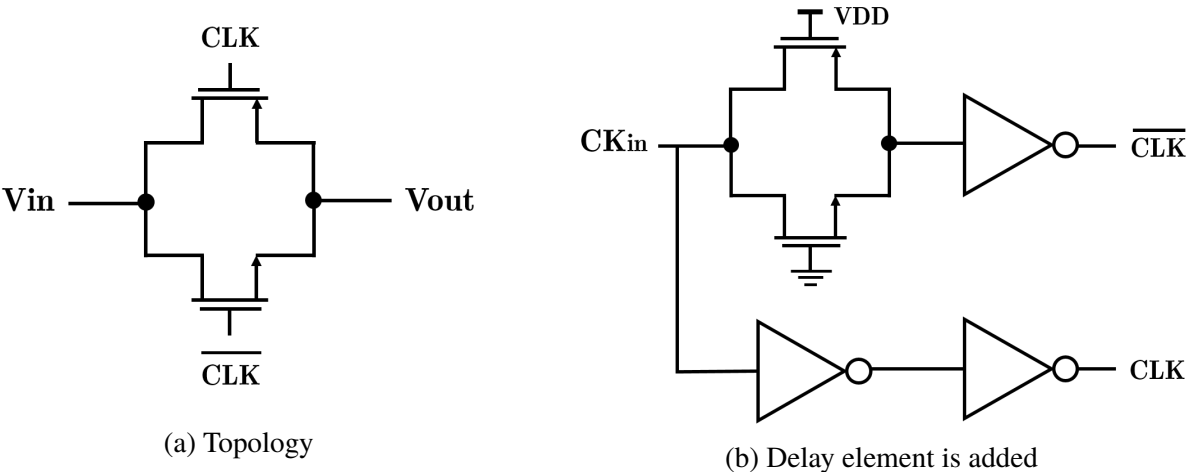 CLK
Vin
Vout
CLK
(a) Topology
VDD
CKin
CLK
CLK
(b) Delay element is added